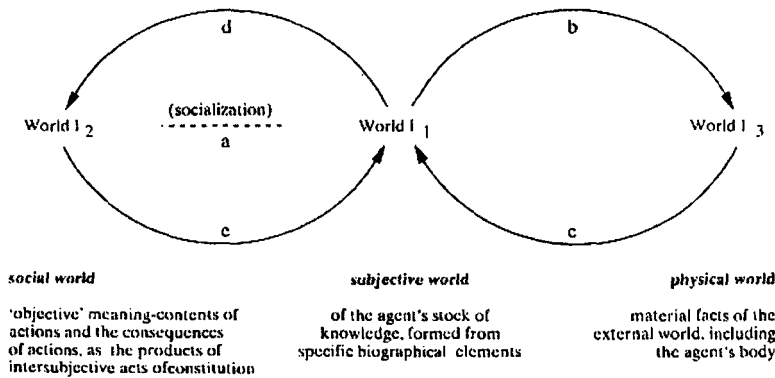 d b
(socialization)
World I 2 World I 1 World I 3
a
e c
social world subjective world physical world
'objective' meaning-contents of of the agent's stock of material facts of the
actions and the consequences knowledge, formed from external world, including
of actions, as the products of specific biographical elements the agent's body
intersubjective acts ofconstitution